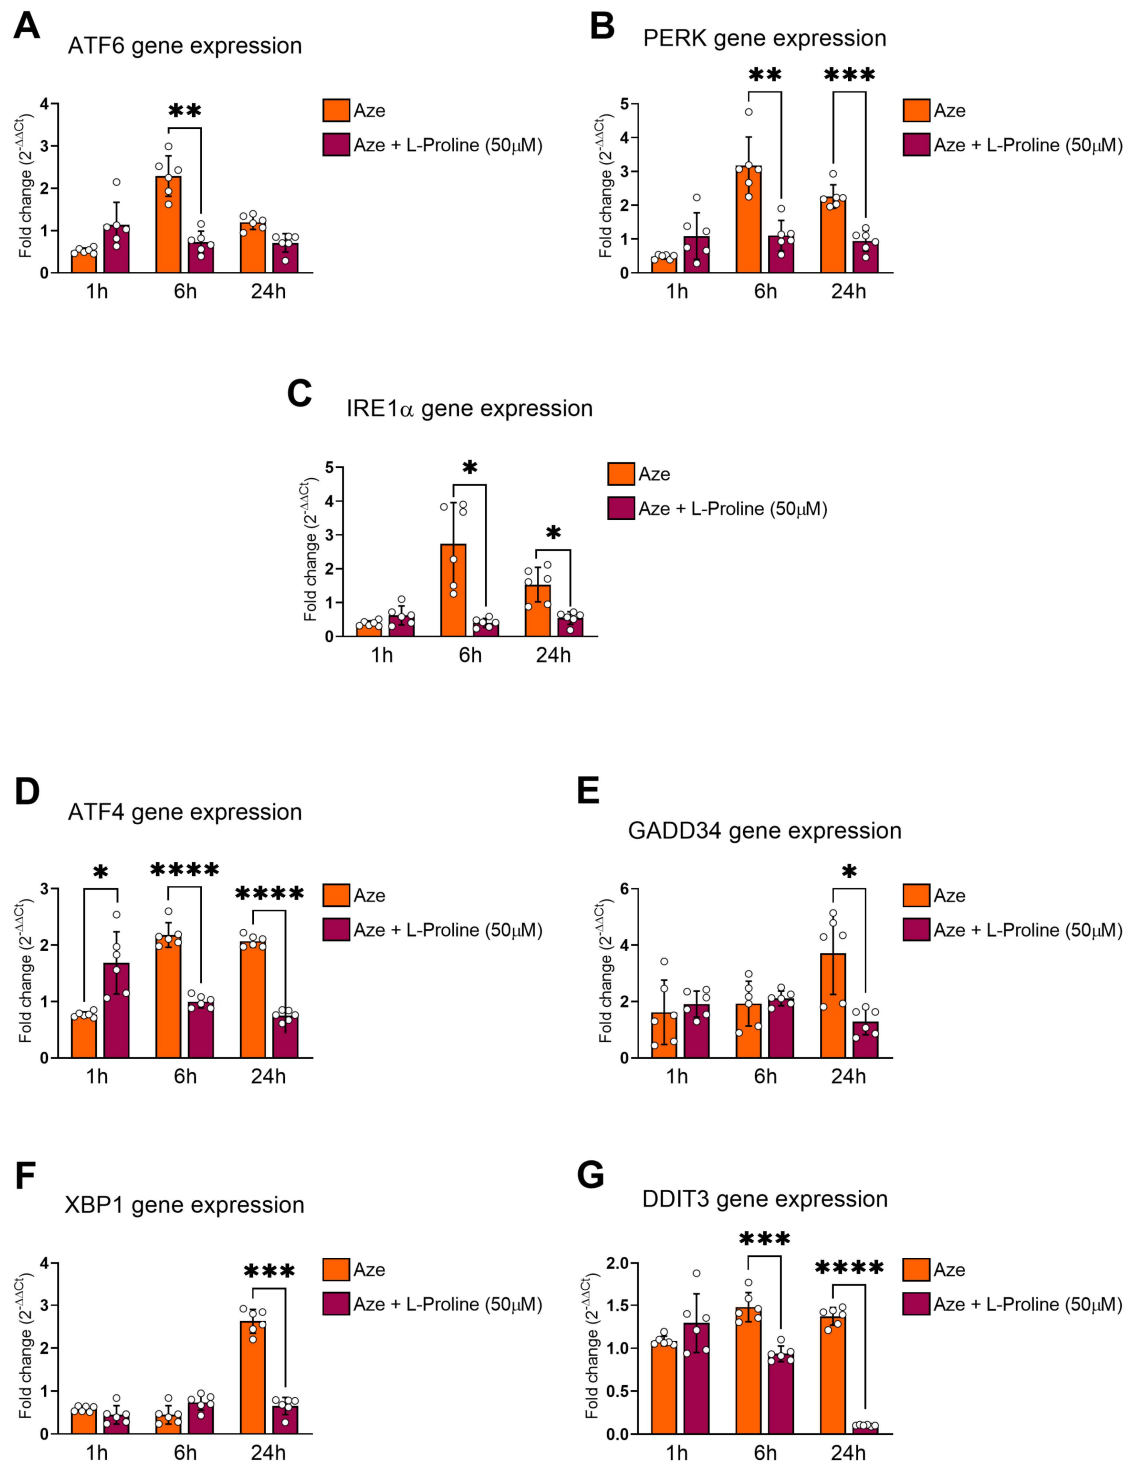 A
ATF6 gene expression
Fold change (2-ΔΔCt)
4
3
2
1
0
**
1h 6h 24h
Aze
Aze + L-Proline (50μM)
B
PERK gene expression
Fold change (2-ΔΔCt)
5
4
3
2
1
0
** ***
1h 6h 24h
Aze
Aze + L-Proline (50μM)
C
IRE1α gene expression
Fold change (2-ΔΔCt)
5
4
3
2
1
0
* *
1h 6h 24h
Aze
Aze + L-Proline (50μM)
D
ATF4 gene expression
Fold change (2-ΔΔCt)
3
2
1
0
* **** ****
1h 6h 24h
Aze
Aze + L-Proline (50μM)
E
GADD34 gene expression
Fold change (2-ΔΔCt)
6
4
2
0
*
1h 6h 24h
Aze
Aze + L-Proline (50μM)
F
XBP1 gene expression
Fold change (2-ΔΔCt)
4
3
2
1
0
***
1h 6h 24h
Aze
Aze + L-Proline (50μM)
G
DDIT3 gene expression
Fold change (2-ΔΔCt)
2.0
1.5
1.0
0.5
0.0
*** ****
1h 6h 24h
Aze
Aze + L-Proline (50μM)